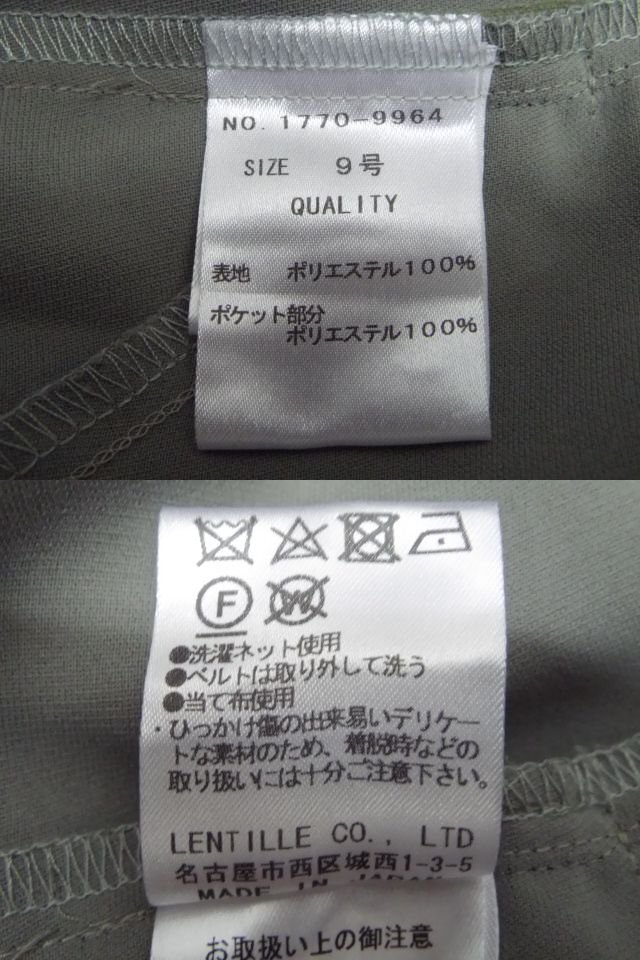 NO. 1770-9964
SIZE 9号
QUALITY
表地 ポリエステル100%
ポケット部分
ポリエステル100%
F
W
●洗濯ネット使用
●ベルトは取り外して洗う
●当て布使用
・ひっかけ傷の出来易いデリケー
トな素材のため、着脱時などの
取り扱いには十分ご注意下さい。
LENTILLE CO., LTD
名古屋市西区城西1-3-5
MADE IN JAPAN
お取扱い上の御注意